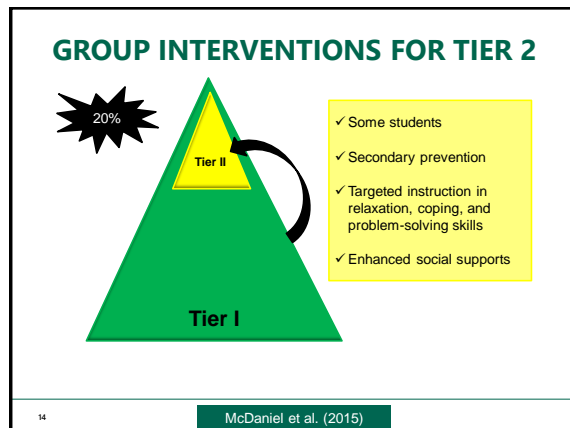 GROUP INTERVENTIONS FOR TIER 2
20%
Tier II
Tier I
✓ Some students
✓ Secondary prevention
✓ Targeted instruction in
relaxation, coping, and
problem-solving skills
✓ Enhanced social supports
14
McDaniel et al. (2015)